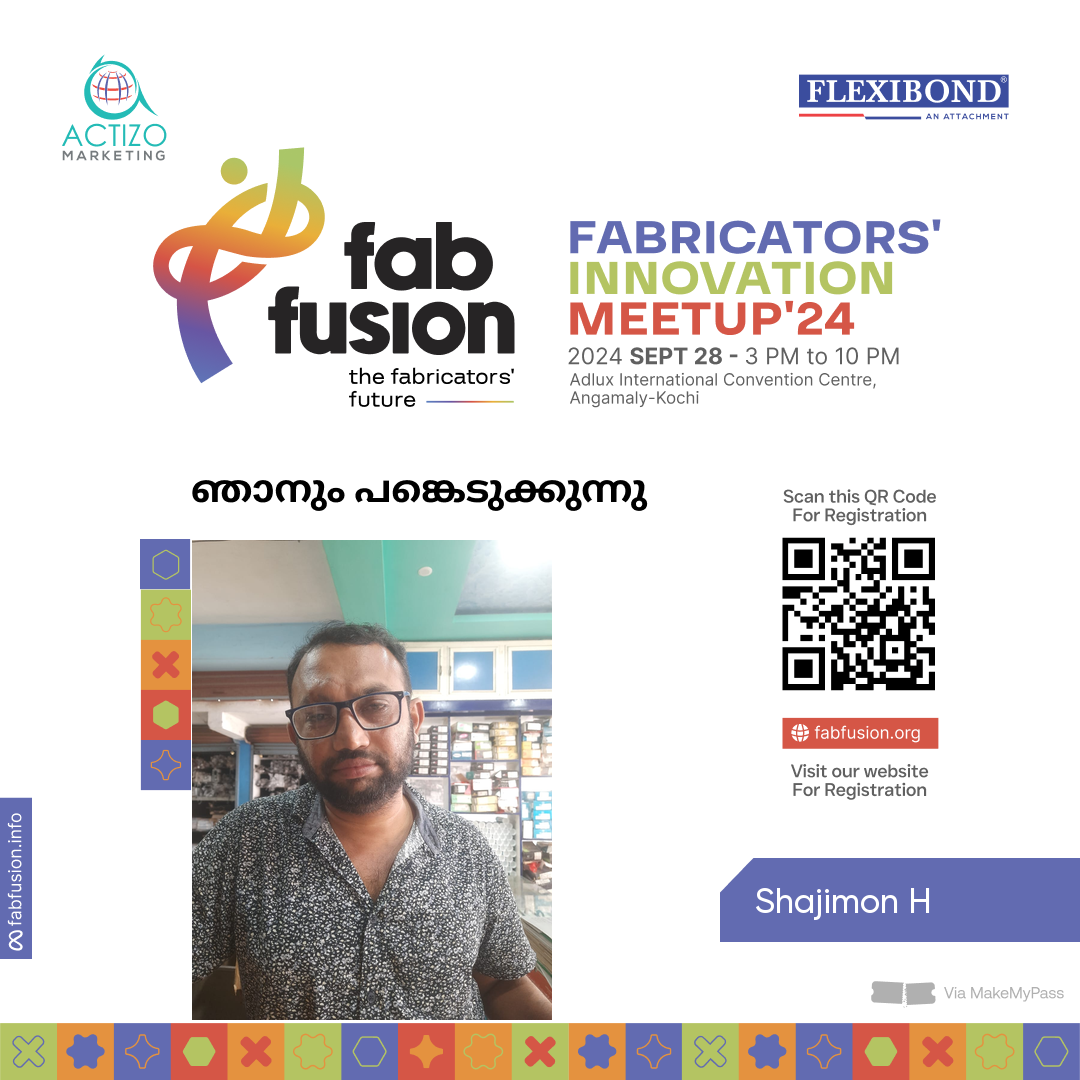 ACTIZO
MARKETING
FLEXIBOND®
AN ATTACHMENT
fab
fusion
the fabricators'
future
FABRICATORS'
INNOVATION
MEETUP'24
2024 SEPT 28 - 3 PM to 10 PM
Adlux International Convention Centre,
Angamaly-Kochi
ഞാനും പങ്കെടുക്കുന്നു
Scan this QR Code
For Registration
fabfusion.org
Visit our website
For Registration
fabfusion.info
Shajimon H
Via MakeMyPass